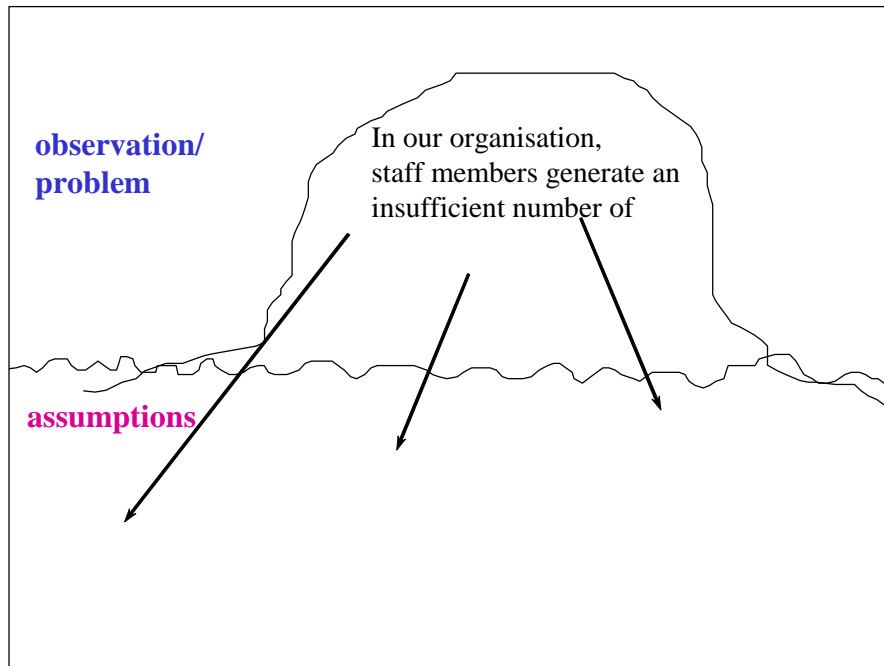 observation/
problem
In our organisation,
staff members generate an
insufficient number of
assumptions